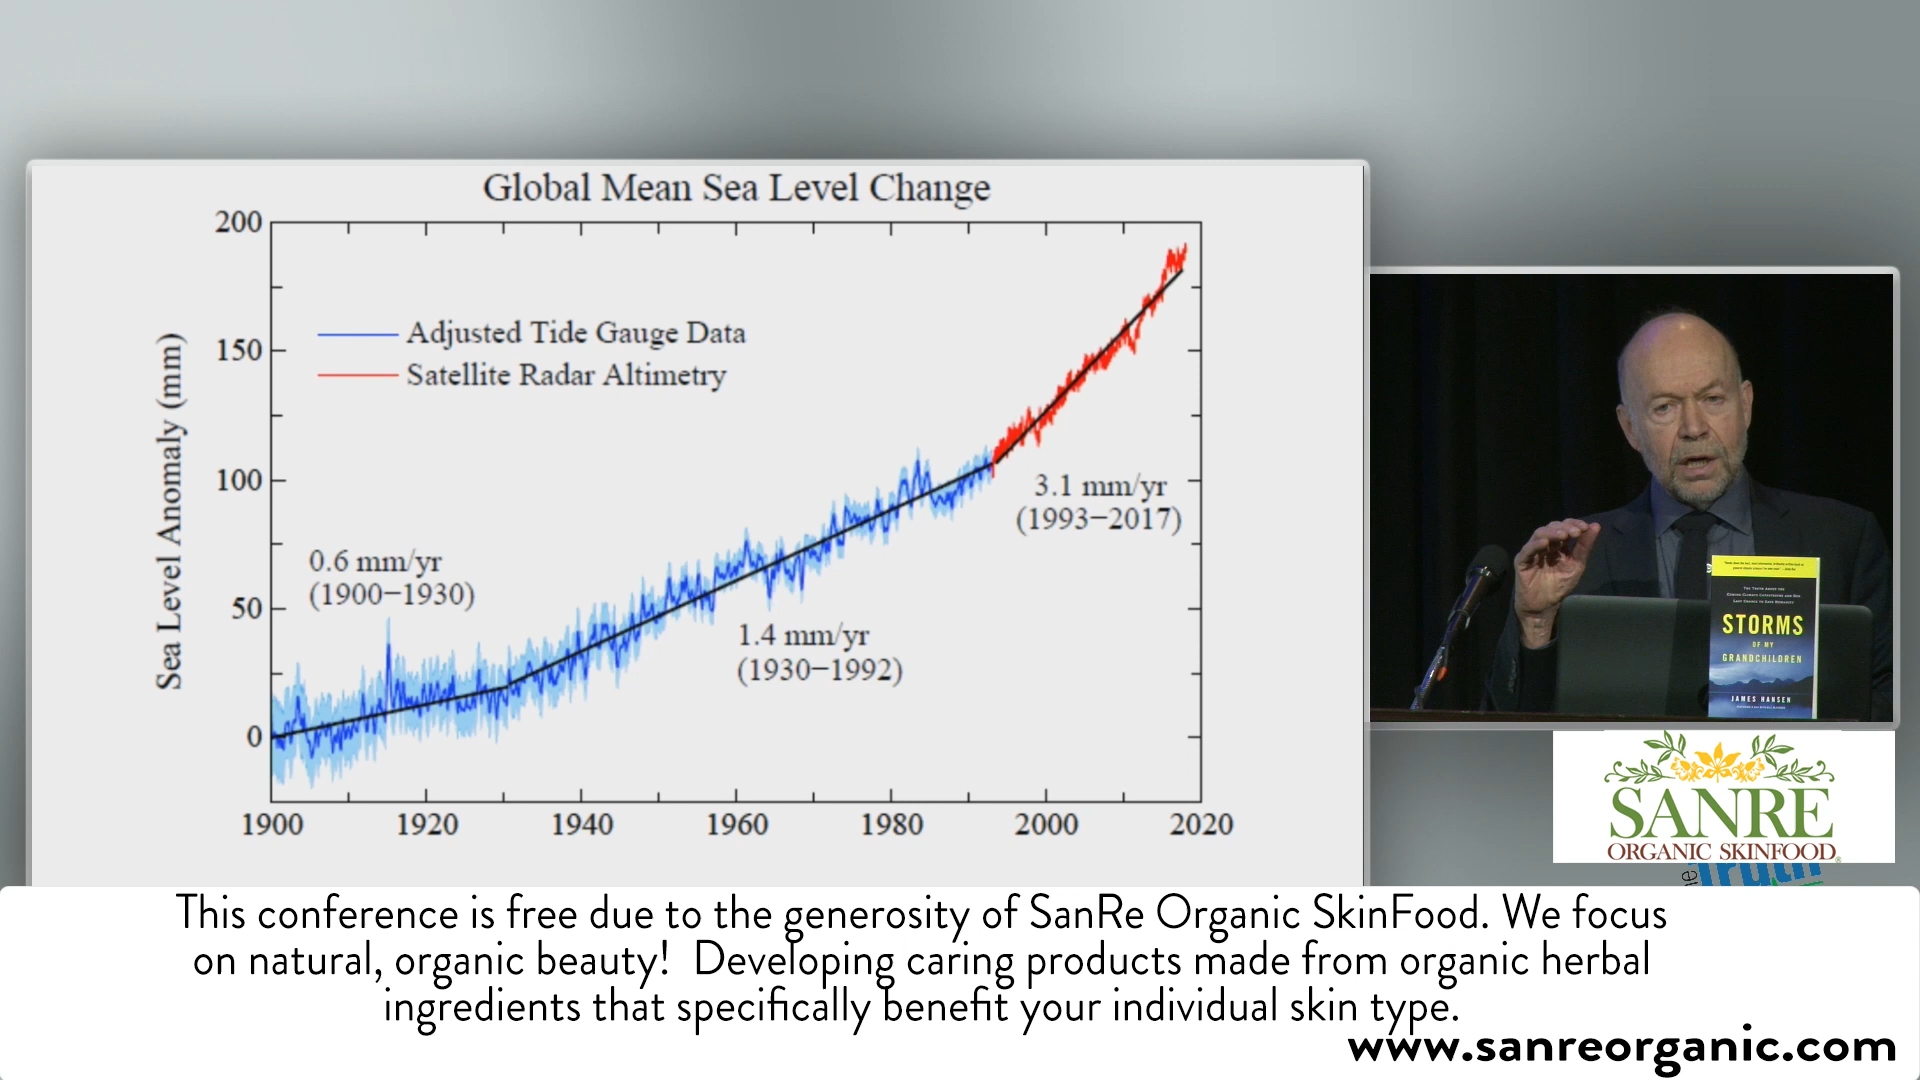 Global Mean Sea Level Change
200
150
100
50
0
Sea Level Anomaly (mm)
Adjusted Tide Gauge Data
Satellite Radar Altimetry
0.6 mm/yr
(1900−1930)
1.4 mm/yr
(1930−1992)
3.1 mm/yr
(1993−2017)
1900 1920 1940 1960 1980 2000 2020
STORMS
OF MY
GRANDCHILDREN
JAMES HANSEN
SANRE
ORGANIC SKINFOOD®
Truth
This conference is free due to the generosity of SanRe Organic SkinFood. We focus
on natural, organic beauty! Developing caring products made from organic herbal
ingredients that specifically benefit your individual skin type.
www.sanreorganic.com